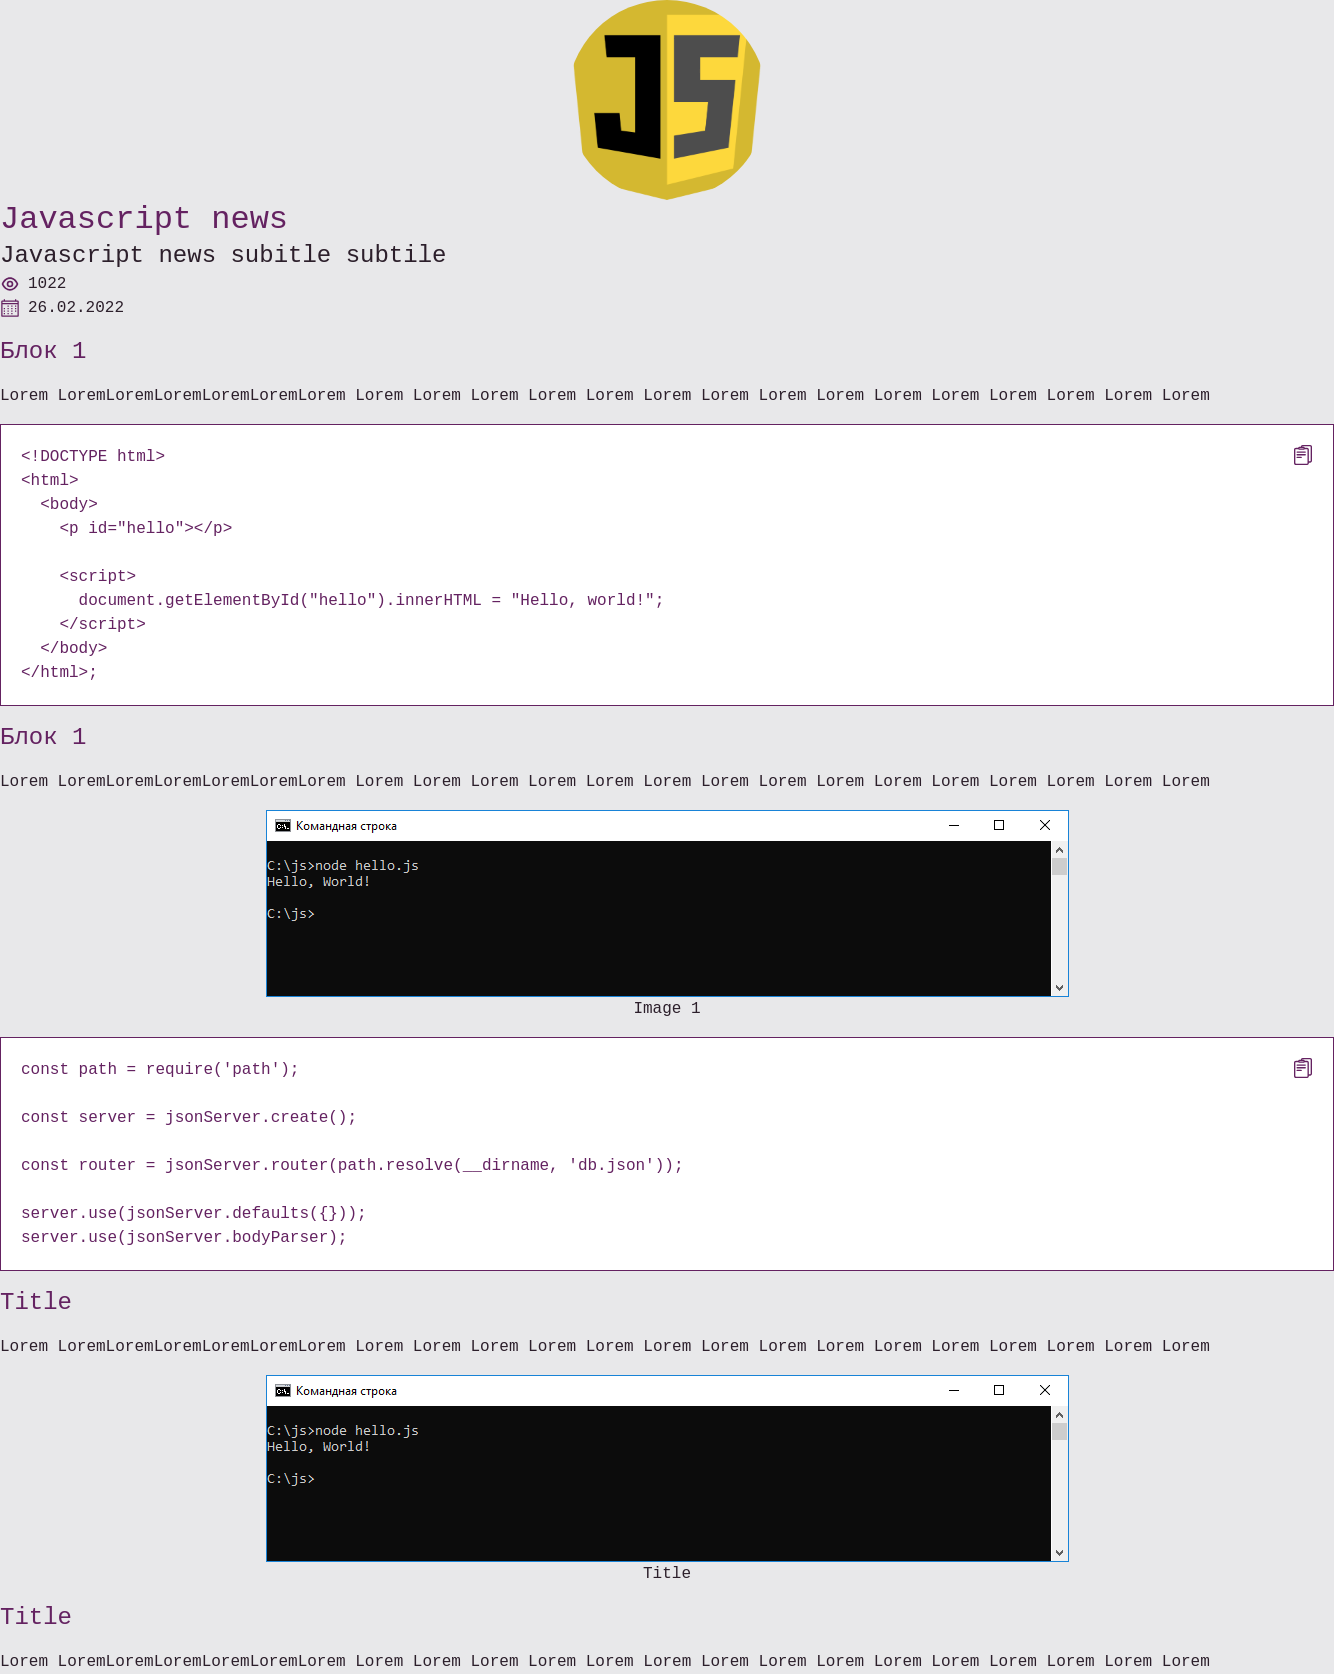 JS
Javascript news
Javascript news subitle subtile
1022
26.02.2022
Блок 1
Lorem LoremLoremLoremLoremLoremLorem Lorem Lorem Lorem Lorem Lorem Lorem Lorem Lorem Lorem Lorem Lorem Lorem Lorem Lorem Lorem
<!DOCTYPE html>
<html>
  <body>
    <p id="hello"></p>

    <script>
      document.getElementById("hello").innerHTML = "Hello, world!";
    </script>
  </body>
</html>;
Блок 1
Lorem LoremLoremLoremLoremLoremLorem Lorem Lorem Lorem Lorem Lorem Lorem Lorem Lorem Lorem Lorem Lorem Lorem Lorem Lorem Lorem
Командная строка
C:\js>node hello.js
Hello, World!
C:\js>
Image 1
const path = require('path');

const server = jsonServer.create();

const router = jsonServer.router(path.resolve(__dirname, 'db.json'));

server.use(jsonServer.defaults({}));
server.use(jsonServer.bodyParser);
Title
Lorem LoremLoremLoremLoremLoremLorem Lorem Lorem Lorem Lorem Lorem Lorem Lorem Lorem Lorem Lorem Lorem Lorem Lorem Lorem Lorem
Командная строка
C:\js>node hello.js
Hello, World!
C:\js>
Title
Title
Lorem LoremLoremLoremLoremLoremLorem Lorem Lorem Lorem Lorem Lorem Lorem Lorem Lorem Lorem Lorem Lorem Lorem Lorem Lorem Lorem